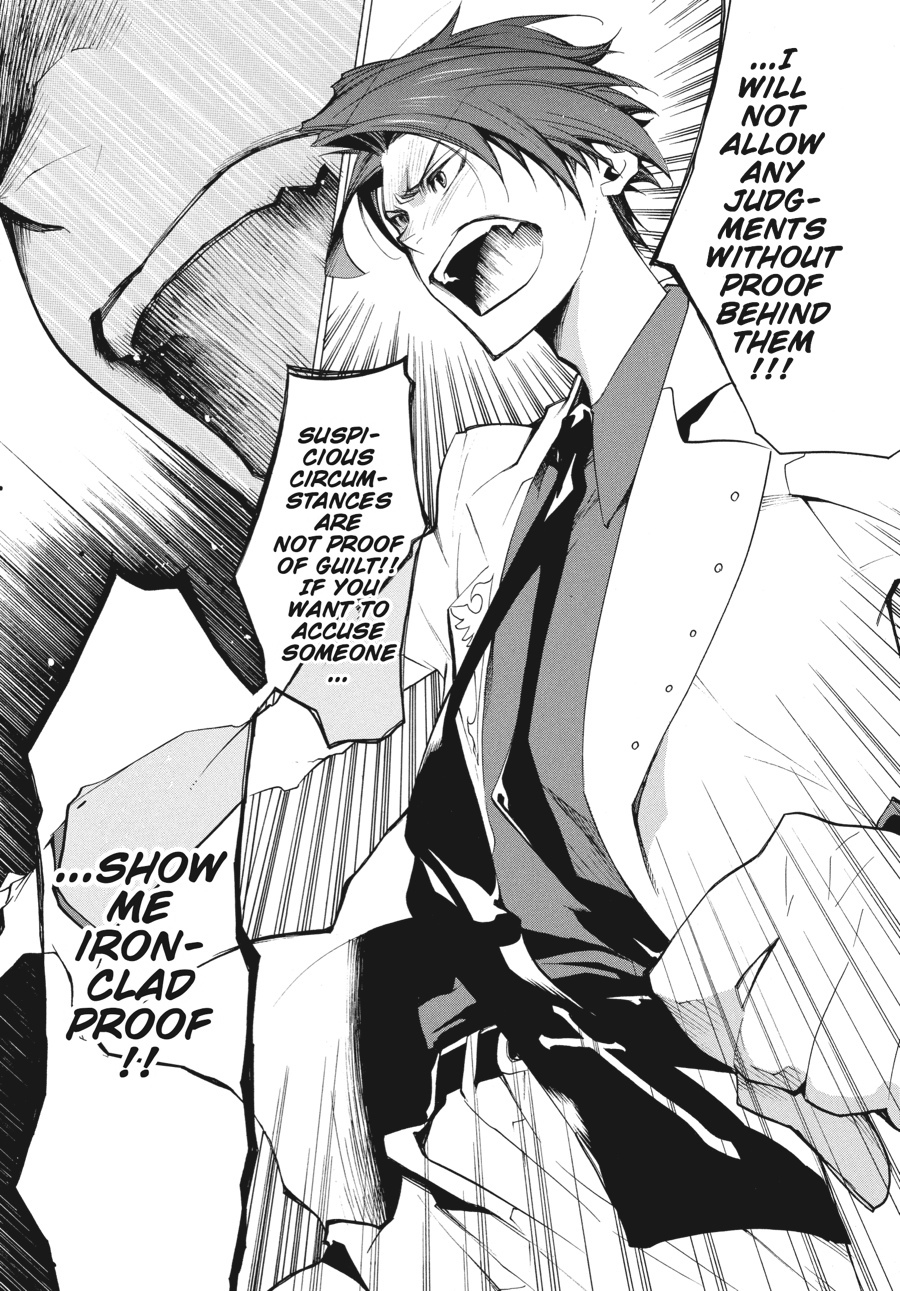 ...I
WILL
NOT
ALLOW
ANY
JUDG-
MENTS
WITHOUT
PROOF
BEHIND
THEM
!!!
SUSPI-
CIOUS
CIRCUM-
STANCES
ARE
NOT PROOF
OF GUILT!!
IF YOU
WANT TO
ACCUSE
SOMEONE
...
...SHOW
ME
IRON-
CLAD
PROOF
!!